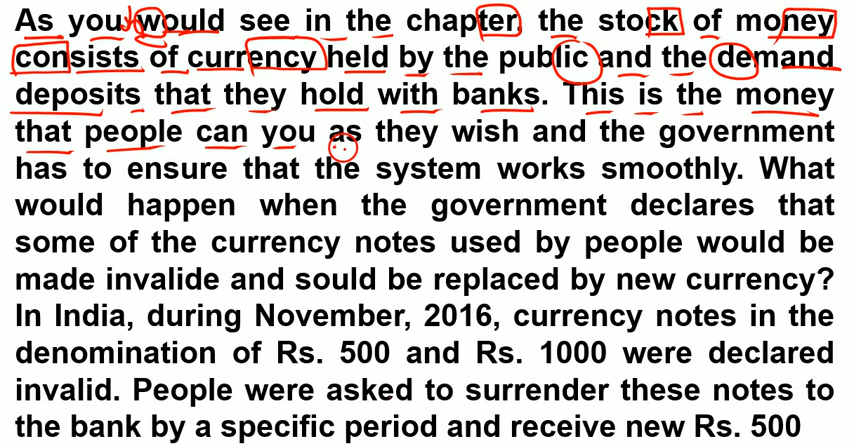 As you would see in the chapter, the stock of money
consists of currency held by the public and the demand
deposits that they hold with banks. This is the money
that people can you as they wish and the government
has to ensure that the system works smoothly. What
would happen when the government declares that
some of the currency notes used by people would be
made invalide and sould be replaced by new currency?
In India, during November, 2016, currency notes in the
denomination of Rs. 500 and Rs. 1000 were declared
invalid. People were asked to surrender these notes to
the bank by a specific period and receive new Rs. 500